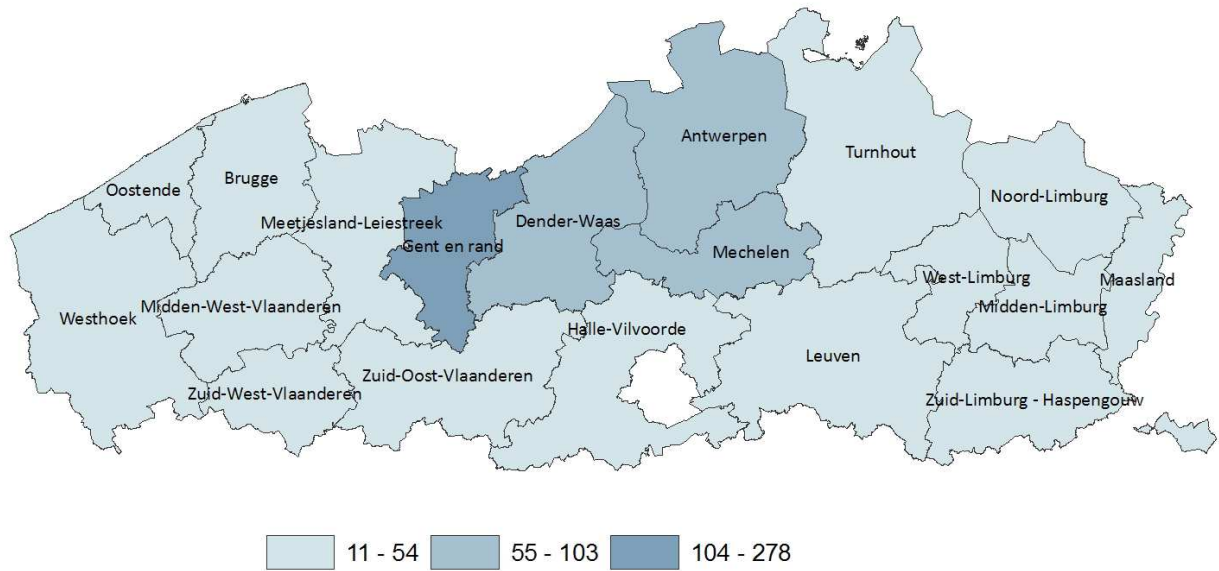 Antwerpen
Turnhout
Brugge
Oostende
Noord-Limburg
Meetjesland-Leiestreek
Dender-Waas
Gent en rand
Mechelen
West-Limburg
Maasland
Midden-West-Vlaanderen
Midden-Limburg
Westhoek
Halle-Vilvoorde
Leuven
Zuid-Oost-Vlaanderen
Zuid-West-Vlaanderen
Zuid-Limburg - Haspengouw
11 - 54
55 - 103
104 - 278